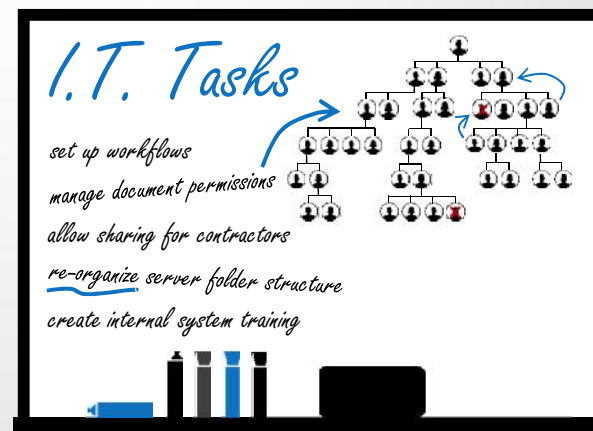 I.T. Tasks
set up workflows
manage document permissions
allow sharing for contractors
re-organize server folder structure
create internal system training